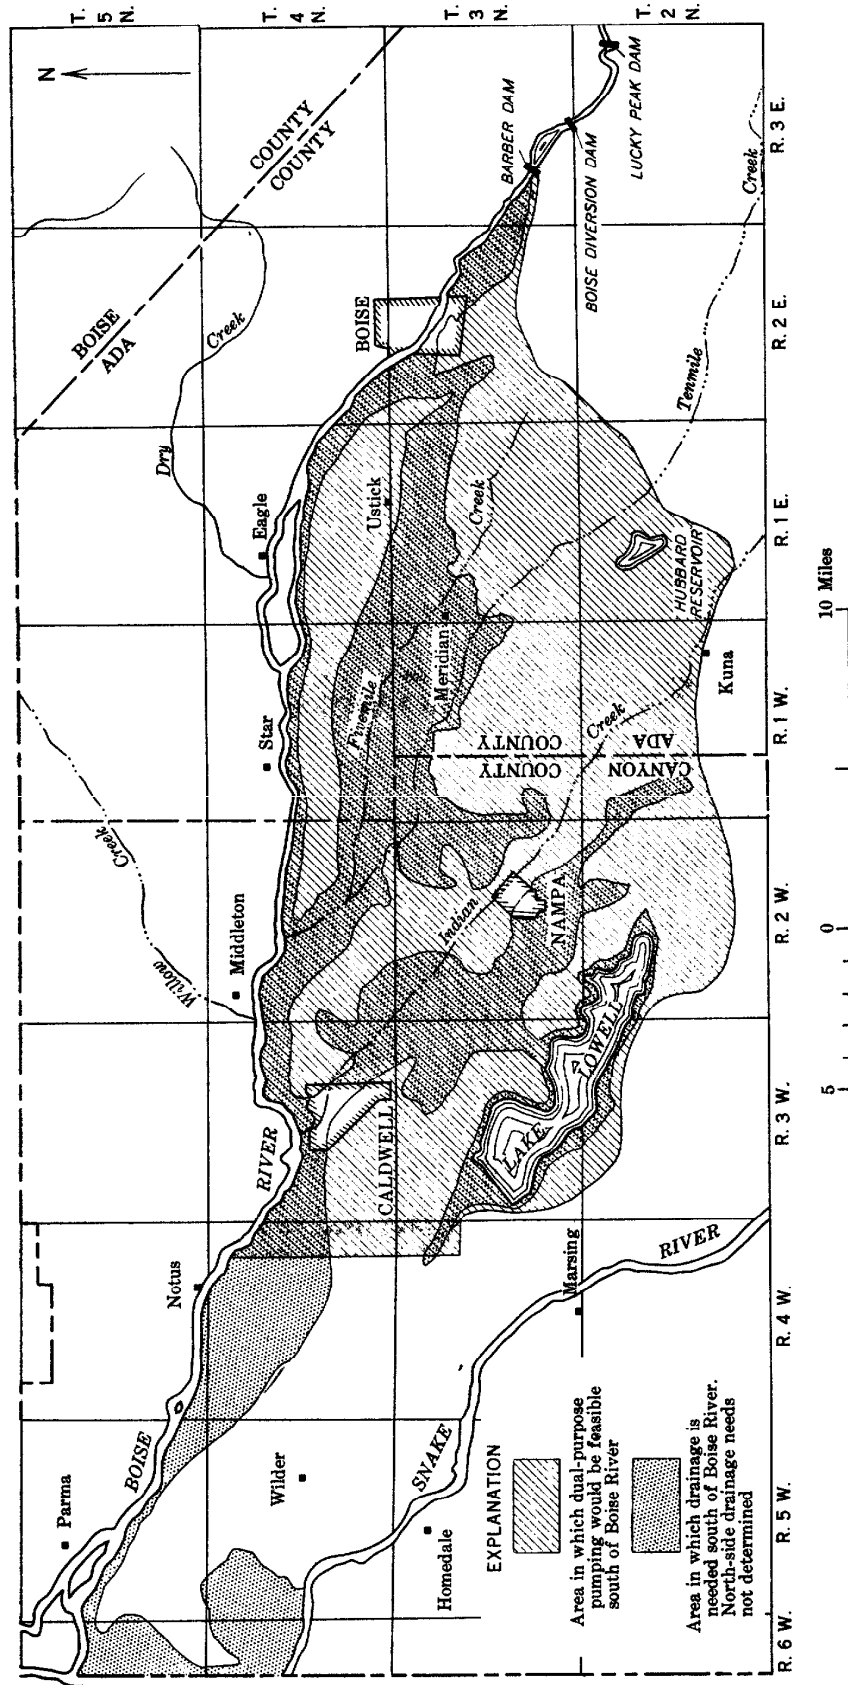 T.
5
N.
T.
4
N.
T.
3
N.
T.
2
N.
N
BOISE COUNTY
ADA COUNTY
Creek
Dry
Creek
Willow
Parma
BOISE
Notus
RIVER
Middleton
Star
Eagle
BOISE
BARBER DAM
BOISE DIVERSION DAM
LUCKY PEAK DAM
Wilder
CALDWELL
Fivemile
Ustick
Creek
Meridian
Indian
Creek
NAMPA
Tenmile
Creek
COUNTY
COUNTY
CANYON
ADA
HUBBARD
RESERVOIR
Kuna
LAKE LOWELL
Homedale
SNAKE
RIVER
Marsing
EXPLANATION
Area in which dual-purpose
pumping would be feasible
south of Boise River
Area in which drainage is
needed south of Boise River.
North-side drainage needs
not determined
R. 6 W.
R. 5 W.
R. 4 W.
R. 3 W.
R. 2 W.
R. 1 W.
R. 1 E.
R. 2 E.
R. 3 E.
5
0
10 Miles